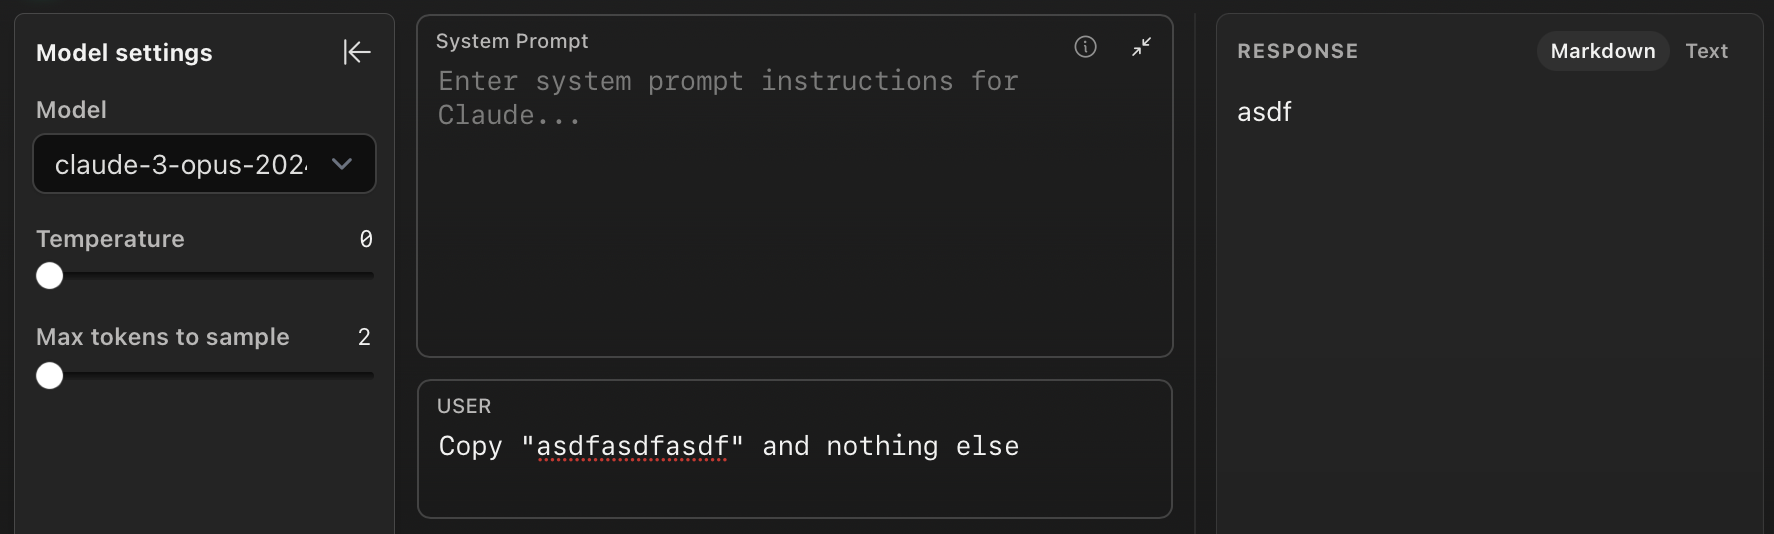 Model settings
Model
claude-3-opus-202
Temperature 0
Max tokens to sample 2
System Prompt
Enter system prompt instructions for
Claude...
USER
Copy "asdfasdfasdf" and nothing else
RESPONSE Markdown Text
asdf